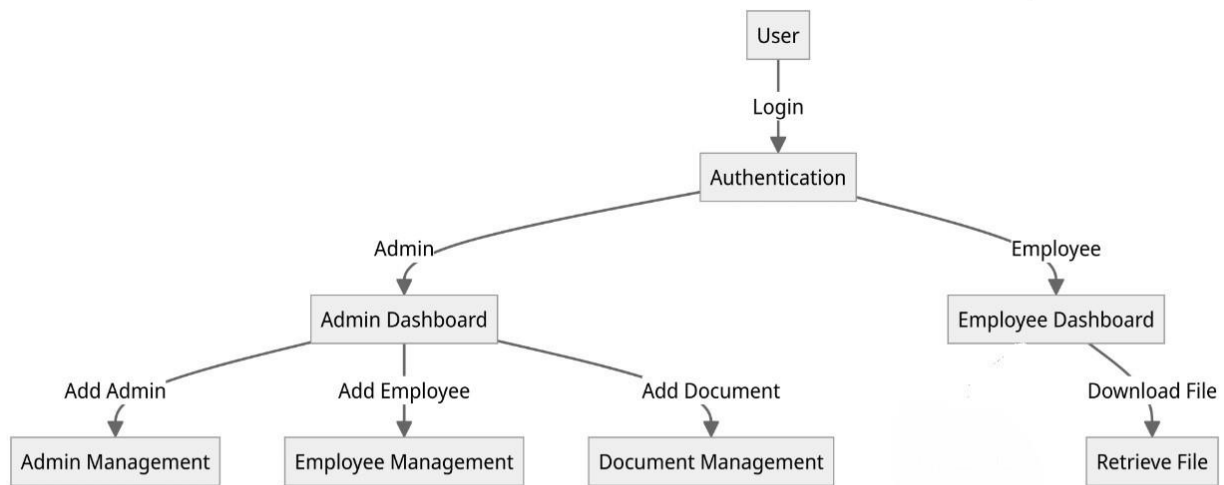 User
Login
Authentication
Admin
Employee
Admin Dashboard
Employee Dashboard
Add Admin
Add Employee
Add Document
Download File
Admin Management
Employee Management
Document Management
Retrieve File